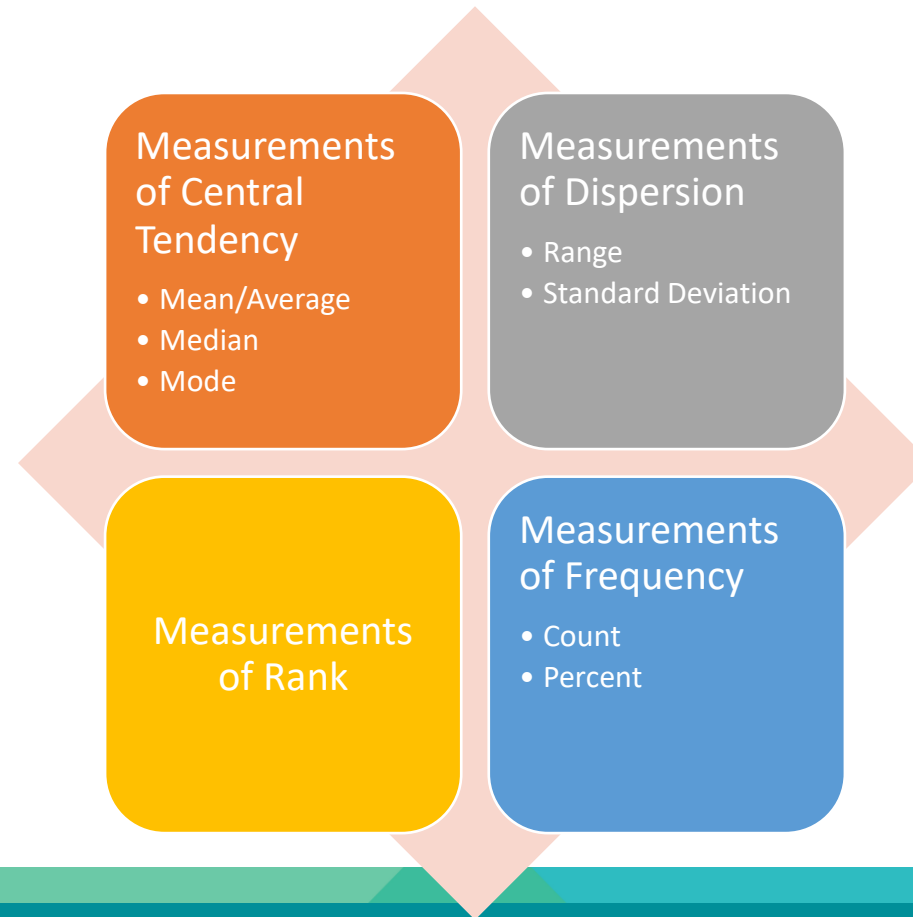 Measurements
of Central
Tendency
• Mean/Average
• Median
• Mode
Measurements
of Dispersion
• Range
• Standard Deviation
Measurements
of Rank
Measurements
of Frequency
• Count
• Percent